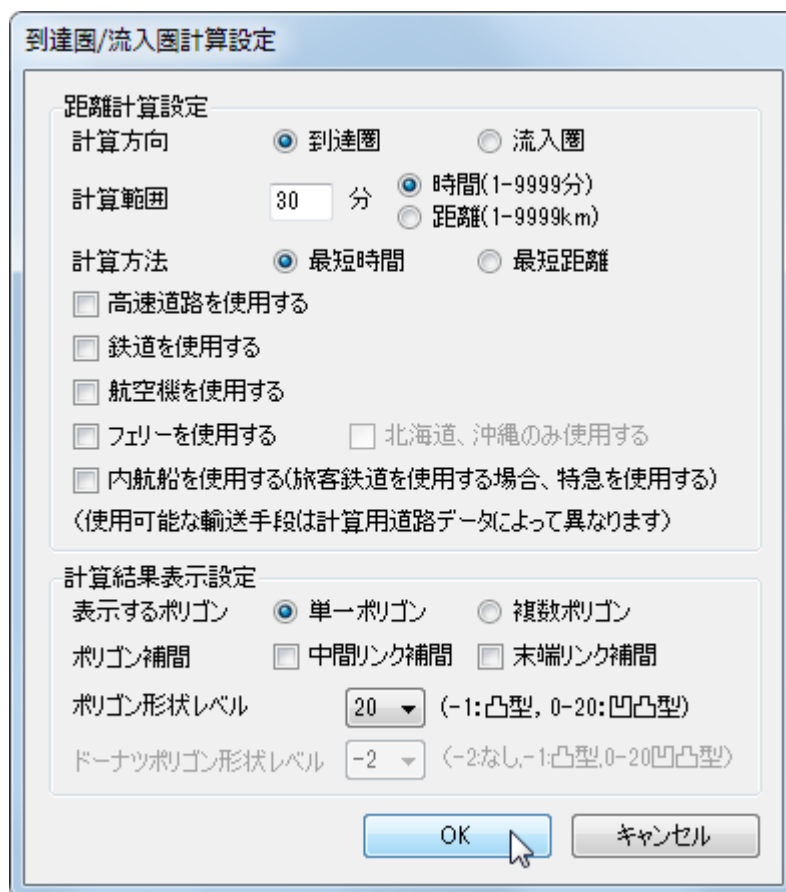 到達圏/流入圏計算設定
距離計算設定
計算方向 到達圏 流入圏
計算範囲 30 分 時間(1-9999分)
距離(1-9999km)
計算方法 最短時間 最短距離
高速道路を使用する
鉄道を使用する
航空機を使用する
フェリーを使用する 北海道、沖縄のみ使用する
内航船を使用する(旅客鉄道を使用する場合、特急を使用する)
(使用可能な輸送手段は計算用道路データによって異なります)
計算結果表示設定
表示するポリゴン 単一ポリゴン 複数ポリゴン
ポリゴン補間 中間リンク補間 末端リンク補間
ポリゴン形状レベル 20 (-1:凸型, 0-20:凹凸型)
ドーナツポリゴン形状レベル -2 (-2:なし,-1:凸型,0-20凹凸型)
OK キャンセル